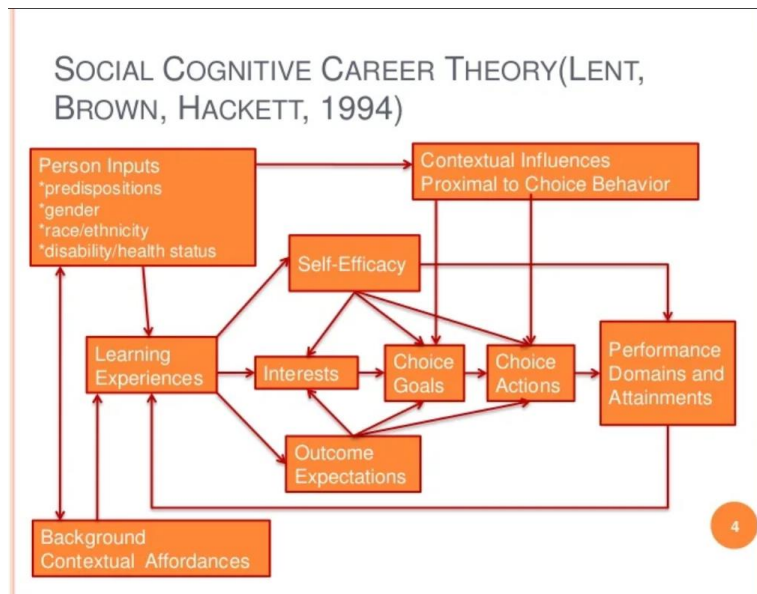 SOCIAL COGNITIVE CAREER THEORY(LENT,
BROWN, HACKETT, 1994)
Person Inputs
*predispositions
*gender
*race/ethnicity
*disability/health status
Contextual Influences
Proximal to Choice Behavior
Self-Efficacy
Learning
Experiences
Interests
Choice
Goals
Choice
Actions
Performance
Domains and
Attainments
Outcome
Expectations
Background
Contextual Affordances
4